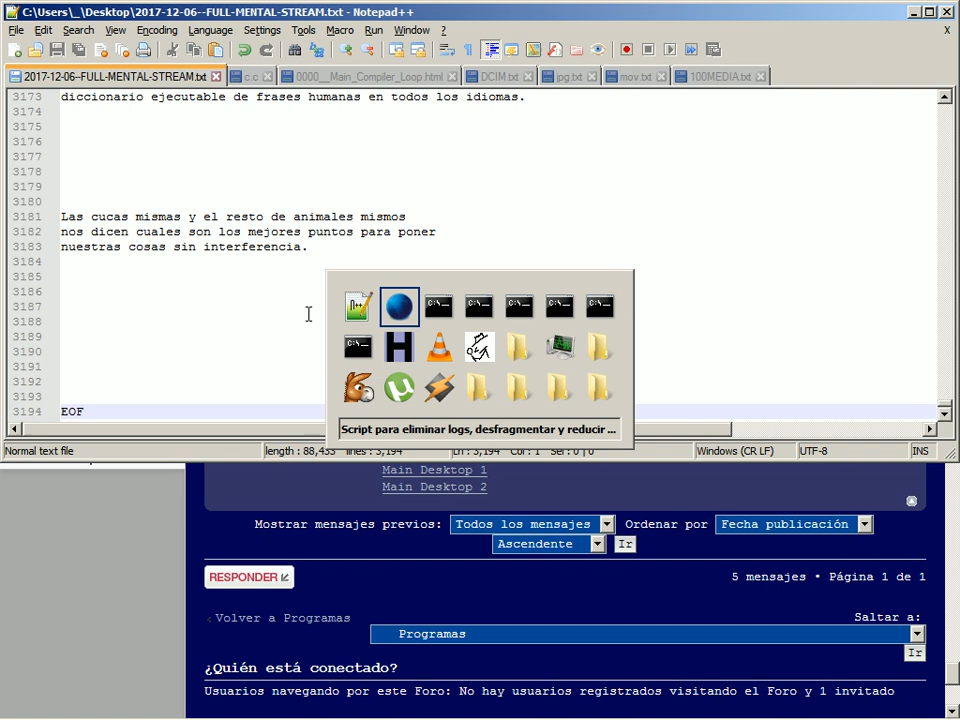 C:\Users\_\Desktop\2017-12-06--FULL-MENTAL-STREAM.txt - Notepad++
File Edit Search View Encoding Language Settings Tools Macro Run Window ? X
2017-12-06--FULL-MENTAL-STREAM.txt c.c 0000__Main_Compiler_Loop.html DCIM.txt jpg.txt mov.txt 100MEDIA.txt
3173 diccionario ejecutable de frases humanas en todos los idiomas.
3174
3175
3176
3177
3178
3179
3180
3181 Las cucas mismas y el resto de animales mismos
3182 nos dicen cuales son los mejores puntos para poner
3183 nuestras cosas sin interferencia.
3184
3185
3186
3187
3188
3189
3190
3191
3192
3193
3194 EOF
Script para eliminar logs, desfragmentar y reducir ...
Normal text file length : 88,433 lines : 3,194 Windows (CR LF) UTF-8 INS
Main Desktop 1
Main Desktop 2
Mostrar mensajes previos: Todos los mensajes Ordenar por Fecha publicación
Ascendente Ir
RESPONDER 5 mensajes • Página 1 de 1
Volver a Programas Saltar a:
Programas
Ir
¿Quién está conectado?
Usuarios navegando por este Foro: No hay usuarios registrados visitando el Foro y 1 invitado